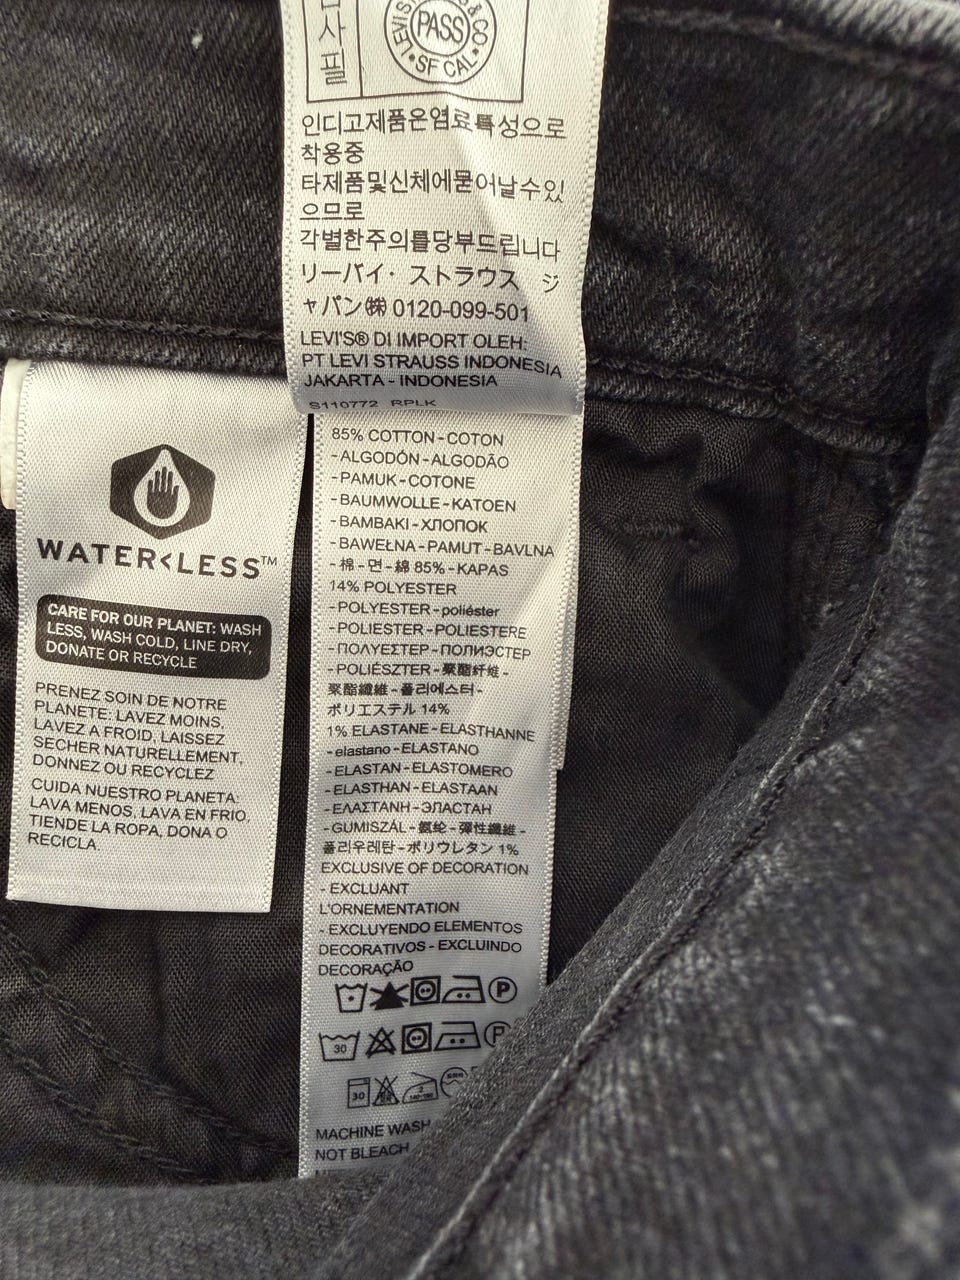 사
필
LEVI'S
& CO
PASS
SF CAL.
인디고제품은염료특성으로
착용중
타제품및신체에묻어날수있
으므로
각별한주의를당부드립니다
リーバイ・ストラウス ジ
ャパン㈱ 0120-099-501
LEVI'S® DI IMPORT OLEH:
PT LEVI STRAUSS INDONESIA
JAKARTA - INDONESIA
S110772 RPLK
WATER<LESS™
CARE FOR OUR PLANET: WASH
LESS, WASH COLD, LINE DRY,
DONATE OR RECYCLE
PRENEZ SOIN DE NOTRE
PLANETE: LAVEZ MOINS,
LAVEZ A FROID, LAISSEZ
SECHER NATURELLEMENT,
DONNEZ OU RECYCLEZ
CUIDA NUESTRO PLANETA:
LAVA MENOS, LAVA EN FRIO,
TIENDE LA ROPA, DONA O
RECICLA.
85% COTTON - COTON
- ALGODÓN - ALGODÃO
- PAMUK - COTONE
- BAUMWOLLE - KATOEN
- BAMBAKI - ХЛОПОК
- BAWEŁNA - PAMUT - BAVLNA
- 棉 - 면 - 綿 85% - KAPAS
14% POLYESTER
- POLYESTER - poliéster
- POLIESTER - POLIESTERE
- ΠΟΛΥΕΣΤΕΡ - ПОЛИЭСТЕР
- POLIÉSZTER - 聚酯纤维 -
聚酯纖維 - 폴리에스터 -
ポリエステル 14%
1% ELASTANE - ELASTHANNE
- elastano - ELASTANO
- ELASTAN - ELASTOMERO
- ELASTHAN - ELASTAAN
- ΕΛΑΣΤΑΝΗ - ЭЛАСТАН
- GUMISZÁL - 氨纶 - 彈性纖維 -
폴리우레탄 - ポリウレタン 1%
EXCLUSIVE OF DECORATION
- EXCLUANT
L'ORNEMENTATION
- EXCLUYENDO ELEMENTOS
DECORATIVOS - EXCLUINDO
DECORAÇÃO
P
30 P
30
MACHINE WASH
NOT BLEACH